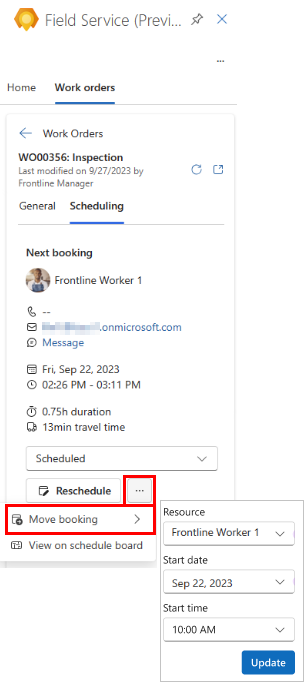 Field Service (Previ...
...
Home Work orders
Work Orders
WO00356: Inspection
Last modified on 9/27/2023 by
Frontline Manager
General Scheduling
Next booking
Frontline Worker 1
--
.onmicrosoft.com
Message
Fri, Sep 22, 2023
02:26 PM - 03:11 PM
0.75h duration
13min travel time
Scheduled
Reschedule ...
Move booking
View on schedule board
Resource
Frontline Worker 1
Start date
Sep 22, 2023
Start time
10:00 AM
Update